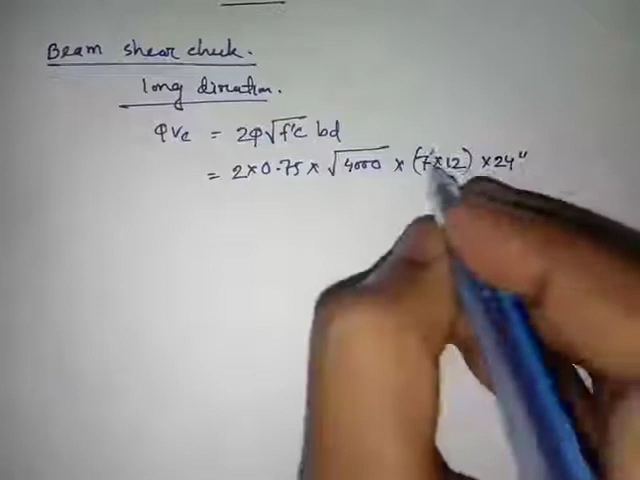 Beam shear check.
long direction.
φVc = 2φ√f'c bd
= 2×0.75×√4000 × (7'×12) ×24"